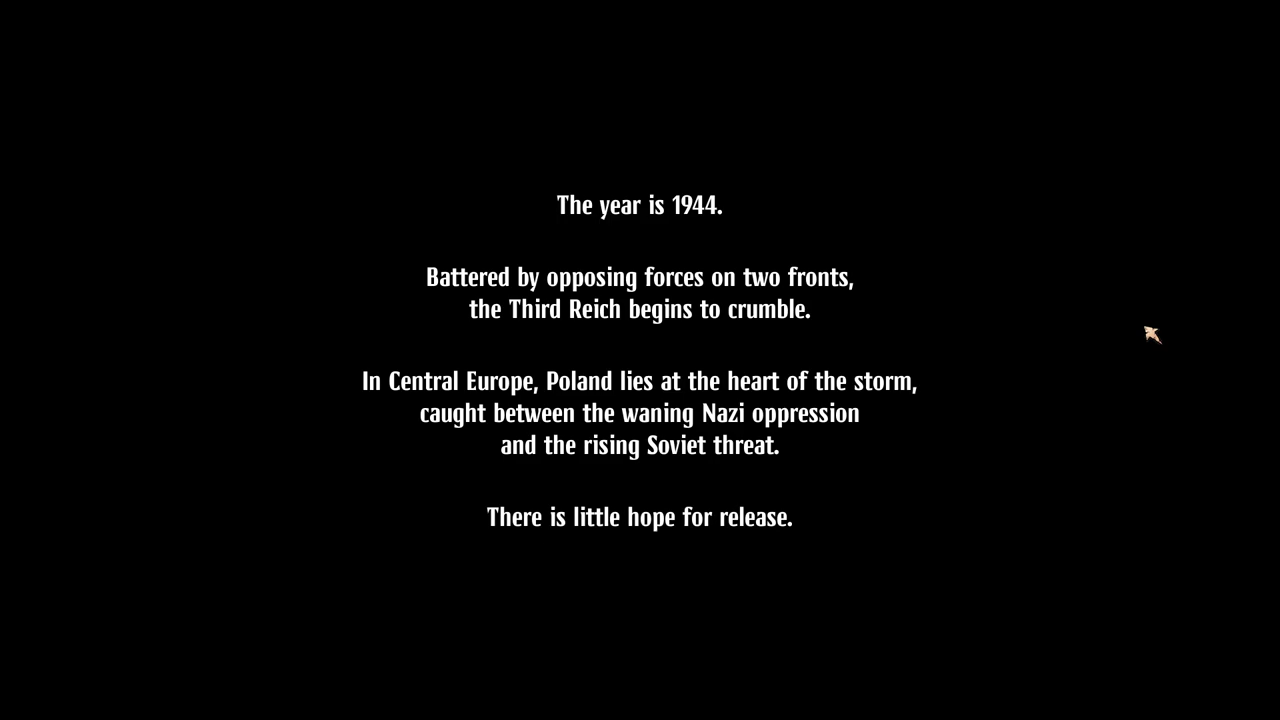 The year is 1944.
Battered by opposing forces on two fronts,
the Third Reich begins to crumble.
In Central Europe, Poland lies at the heart of the storm,
caught between the waning Nazi oppression
and the rising Soviet threat.
There is little hope for release.